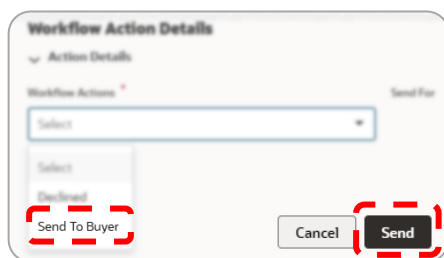 Workflow Action Details
Action Details
Workflow Actions *
Send For
Select
Select
Declined
Send To Buyer
Cancel
Send